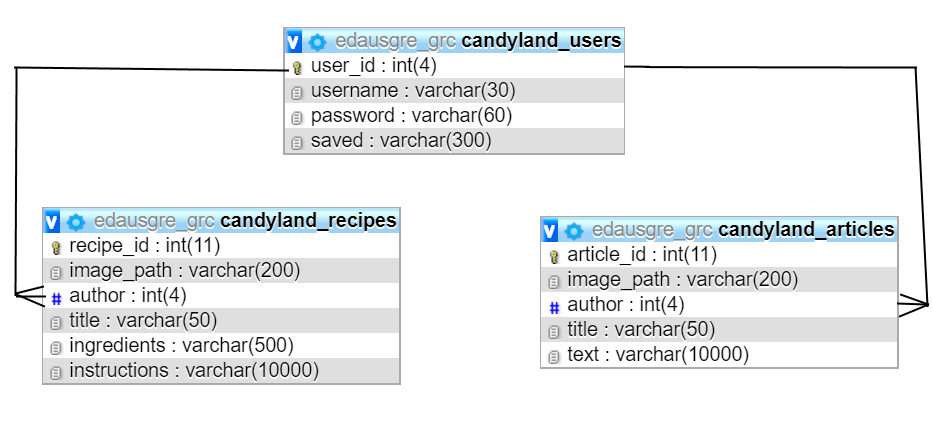 edausgre_grc candyland_users
user_id : int(4)
username : varchar(30)
password : varchar(60)
saved : varchar(300)
edausgre_grc candyland_recipes
recipe_id : int(11)
image_path : varchar(200)
# author : int(4)
title : varchar(50)
ingredients : varchar(500)
instructions : varchar(10000)
edausgre_grc candyland_articles
article_id : int(11)
image_path : varchar(200)
# author : int(4)
title : varchar(50)
text : varchar(10000)